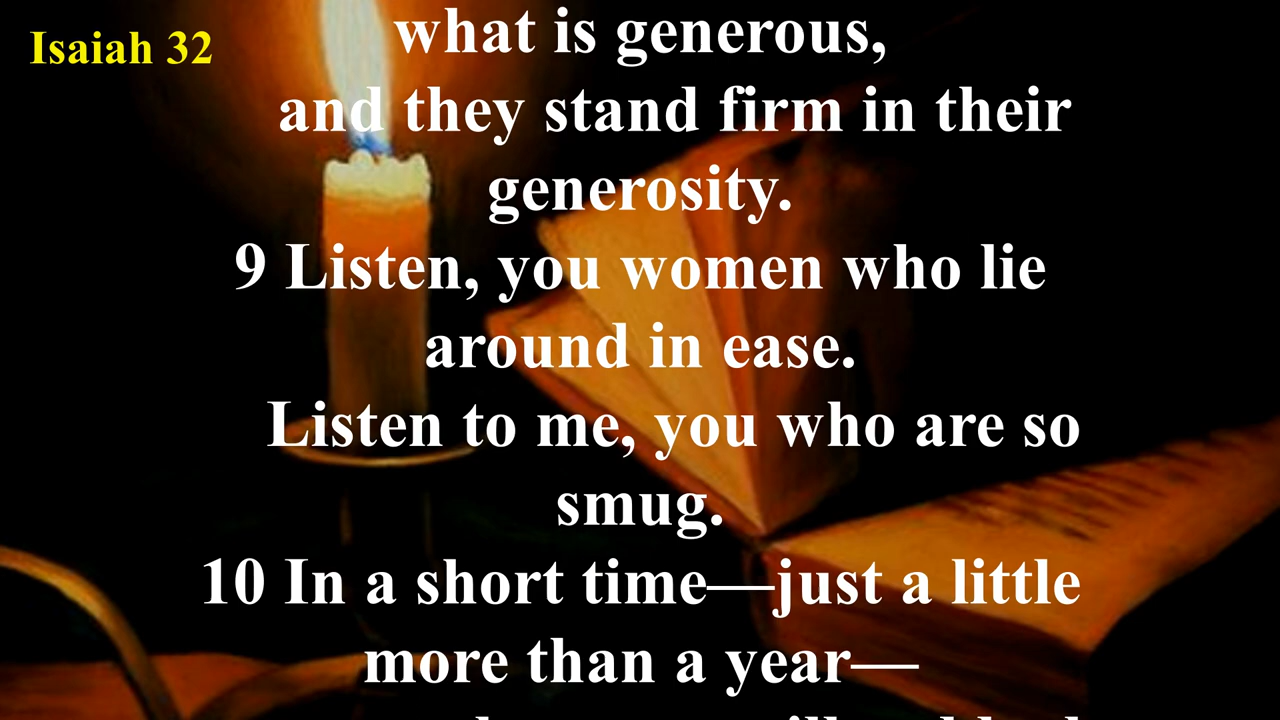 Isaiah 32
what is generous,
and they stand firm in their
generosity.
9 Listen, you women who lie
around in ease.
Listen to me, you who are so
smug.
10 In a short time—just a little
more than a year—